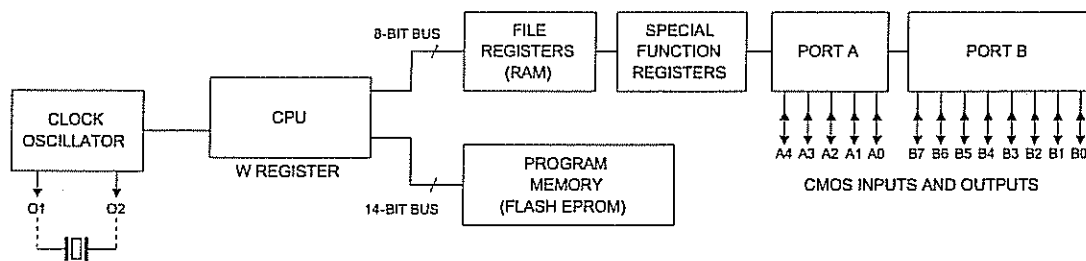 8-BIT BUS
FILE
REGISTERS
(RAM)
SPECIAL
FUNCTION
REGISTERS
PORT A
PORT B
CLOCK
OSCILLATOR
CPU
W REGISTER
A4 A3 A2 A1 A0
B7 B6 B5 B4 B3 B2 B1 B0
CMOS INPUTS AND OUTPUTS
O1 O2
14-BIT BUS
PROGRAM
MEMORY
(FLASH EPROM)